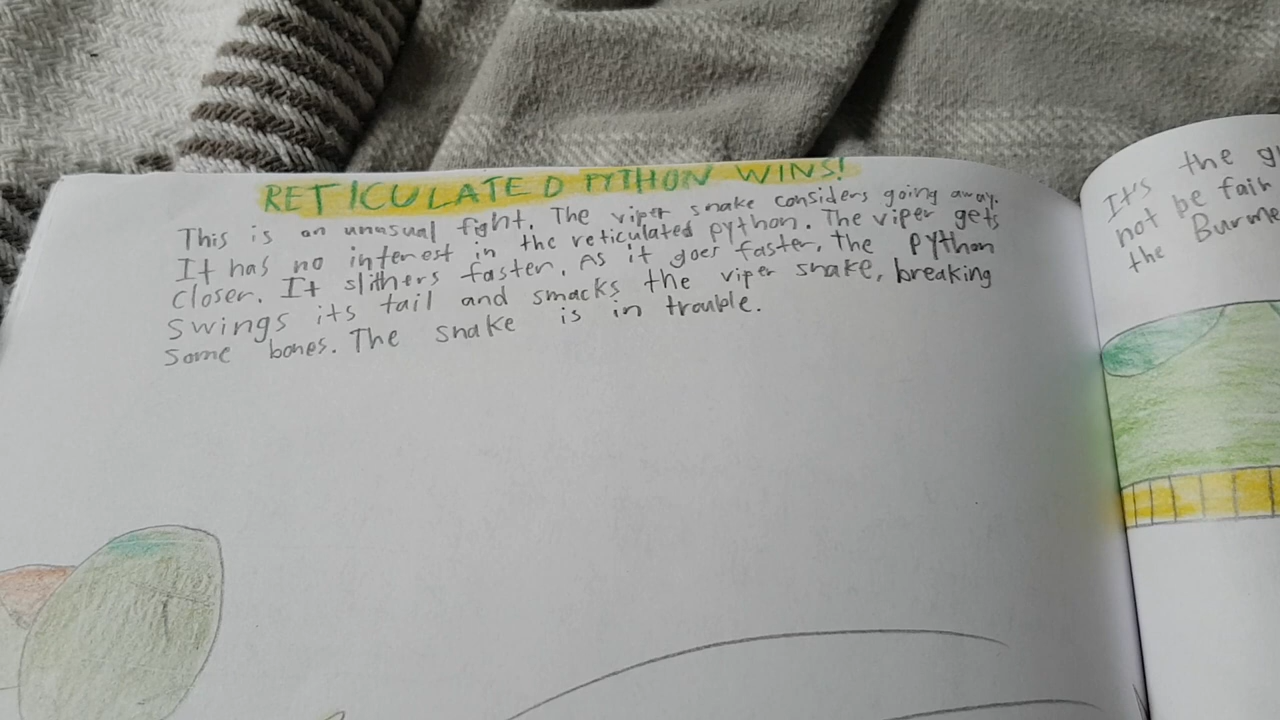 RETICULATED PYTHON WINS!
This is an unusual fight. The viper snake considers going away.
It has no interest in the reticulated python. The viper gets
closer. It slithers faster. As it goes faster, the python
swings its tail and smacks the viper snake, breaking
some bones. The snake is in trouble.
It's the
not be fair
the Burme